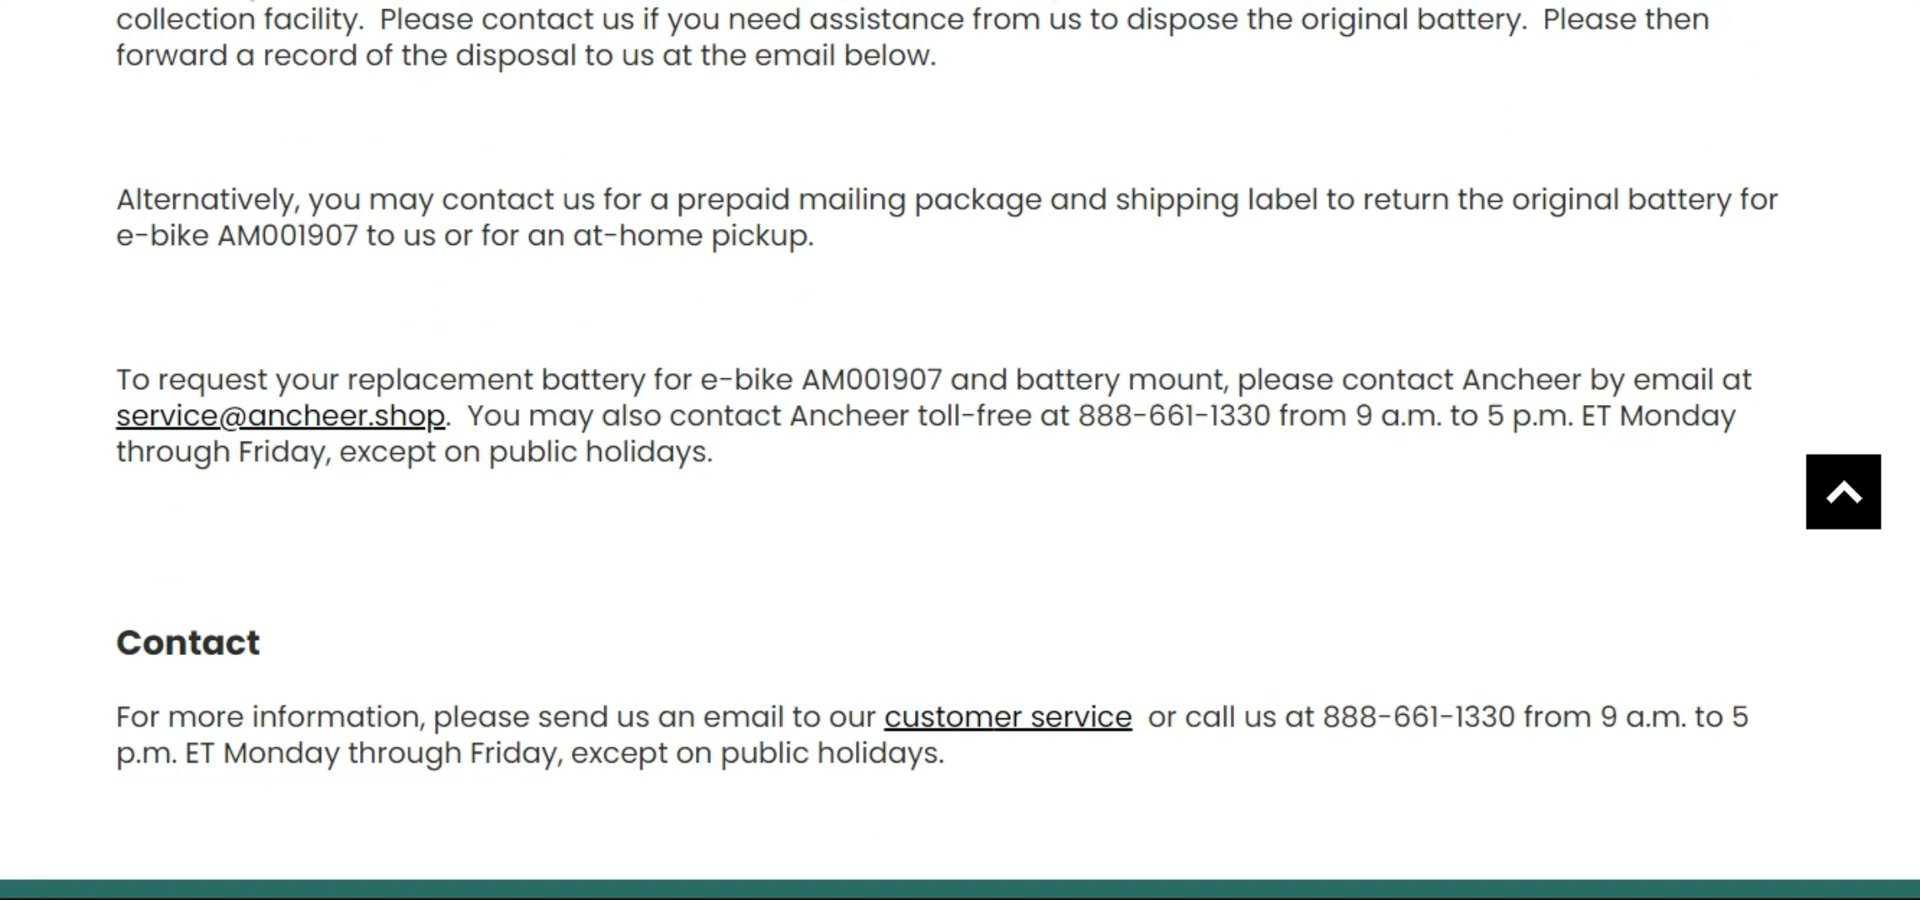 collection facility.  Please contact us if you need assistance from us to dispose the original battery.  Please then
forward a record of the disposal to us at the email below.
Alternatively, you may contact us for a prepaid mailing package and shipping label to return the original battery for
e-bike AM001907 to us or for an at-home pickup.
To request your replacement battery for e-bike AM001907 and battery mount, please contact Ancheer by email at
service@ancheer.shop.  You may also contact Ancheer toll-free at 888-661-1330 from 9 a.m. to 5 p.m. ET Monday
through Friday, except on public holidays.
Contact
For more information, please send us an email to our customer service  or call us at 888-661-1330 from 9 a.m. to 5
p.m. ET Monday through Friday, except on public holidays.